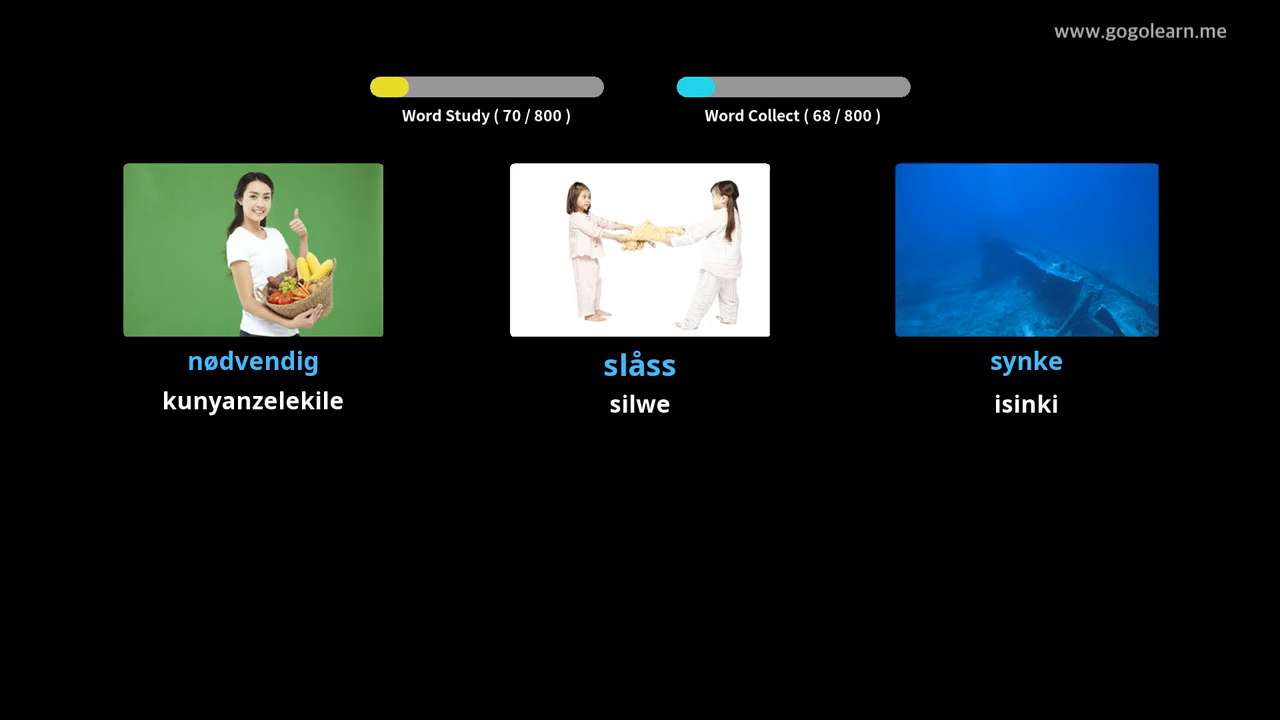 www.gogolearn.me
Word Study ( 70 / 800 )
Word Collect ( 68 / 800 )
nødvendig
kunyanzelekile
slåss
silwe
synke
isinki